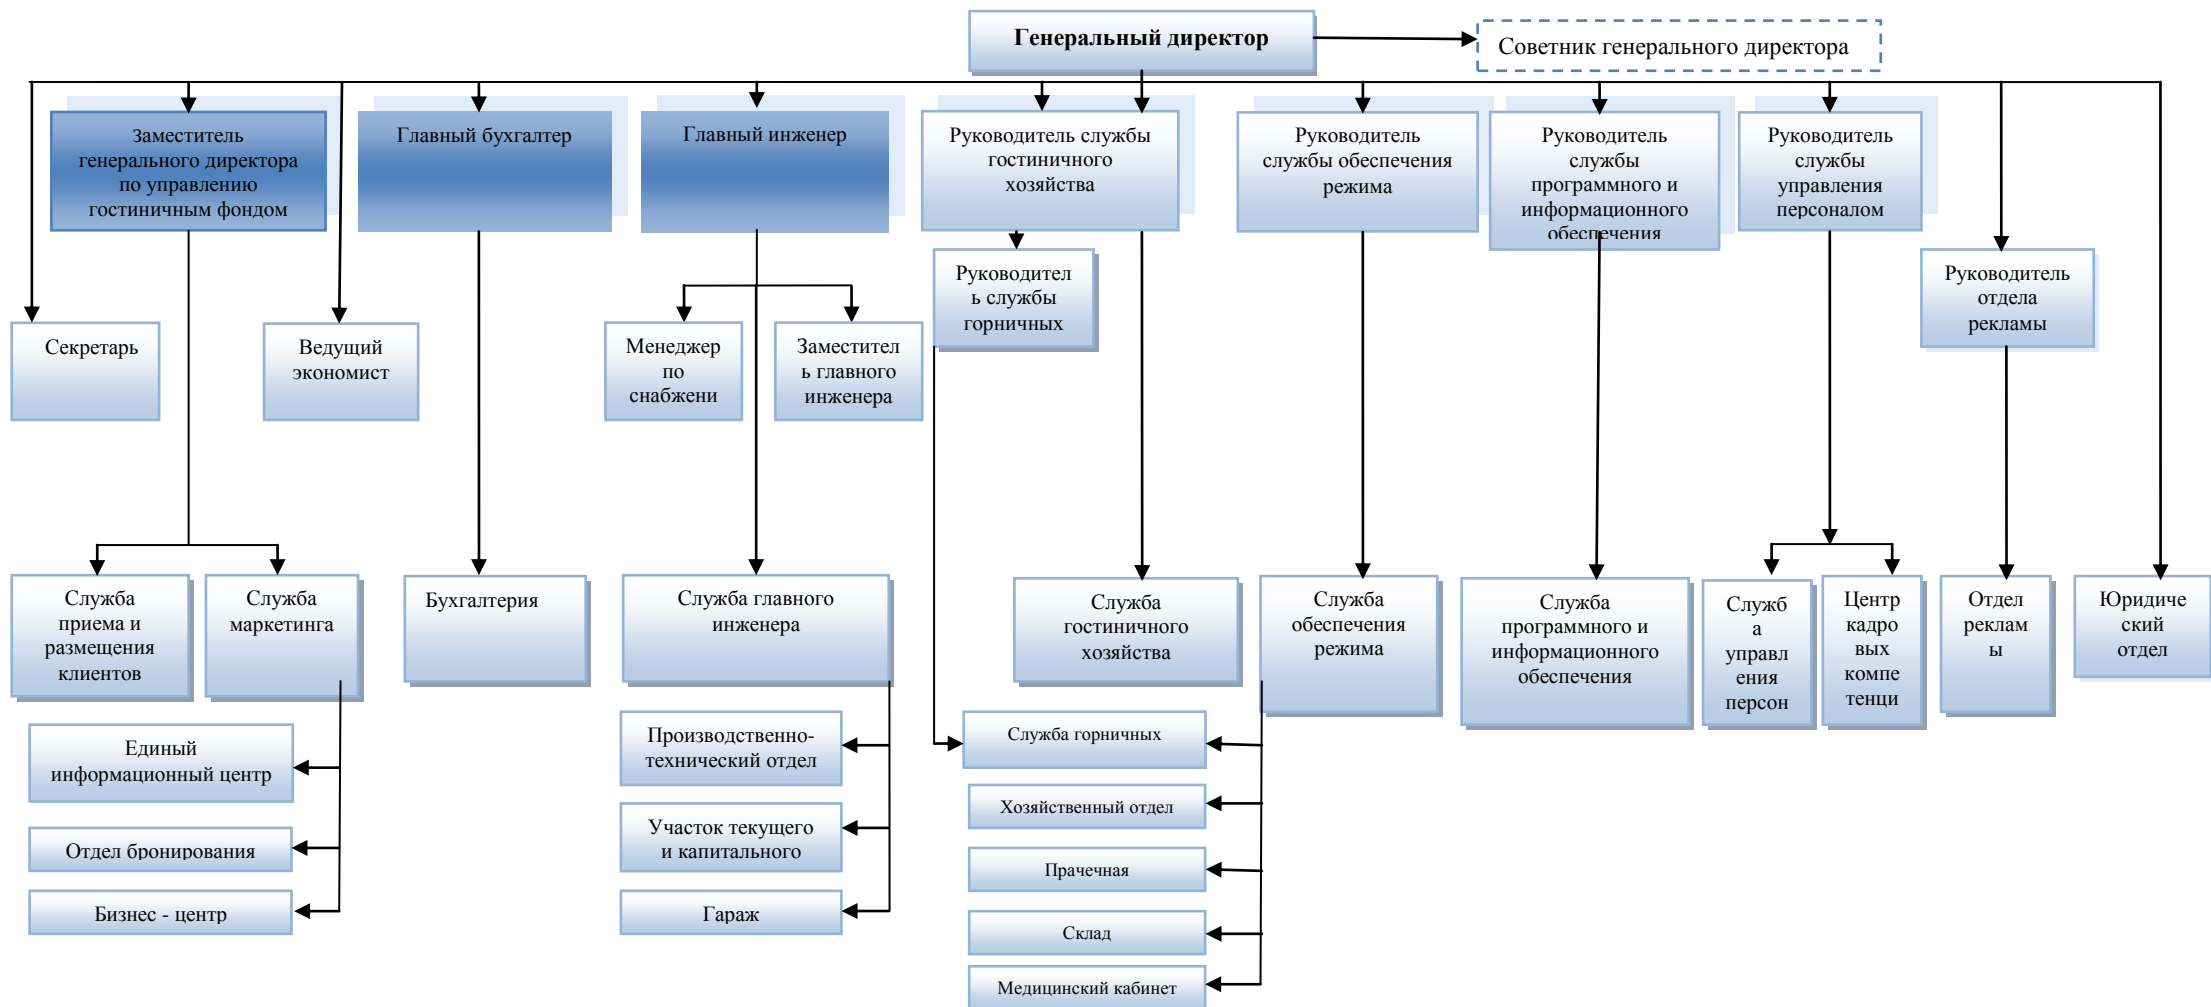 Генеральный директор
Советник генерального директора
Заместитель
генерального директора
по управлению
гостиничным фондом
Главный бухгалтер
Главный инженер
Руководитель службы
гостиничного
хозяйства
Руководитель
службы обеспечения
режима
Руководитель
службы
программного и
информационного
обеспечения
Руководитель
службы
управления
персоналом
Руководител
ь службы
горничных
Руководитель
отдела
рекламы
Секретарь
Ведущий
экономист
Менеджер
по
снабжени
Заместител
ь главного
инженера
Служба
приема и
размещения
клиентов
Служба
маркетинга
Бухгалтерия
Служба главного
инженера
Служба
гостиничного
хозяйства
Служба
обеспечения
режима
Служба
программного и
информационного
обеспечения
Служб
а
управл
ения
персон
Центр
кадро
вых
компе
тенци
Отдел
реклам
ы
Юридиче
ский
отдел
Единый
информационный центр
Отдел бронирования
Бизнес - центр
Производственно-
технический отдел
Участок текущего
и капитального
Гараж
Служба горничных
Хозяйственный отдел
Прачечная
Склад
Медицинский кабинет